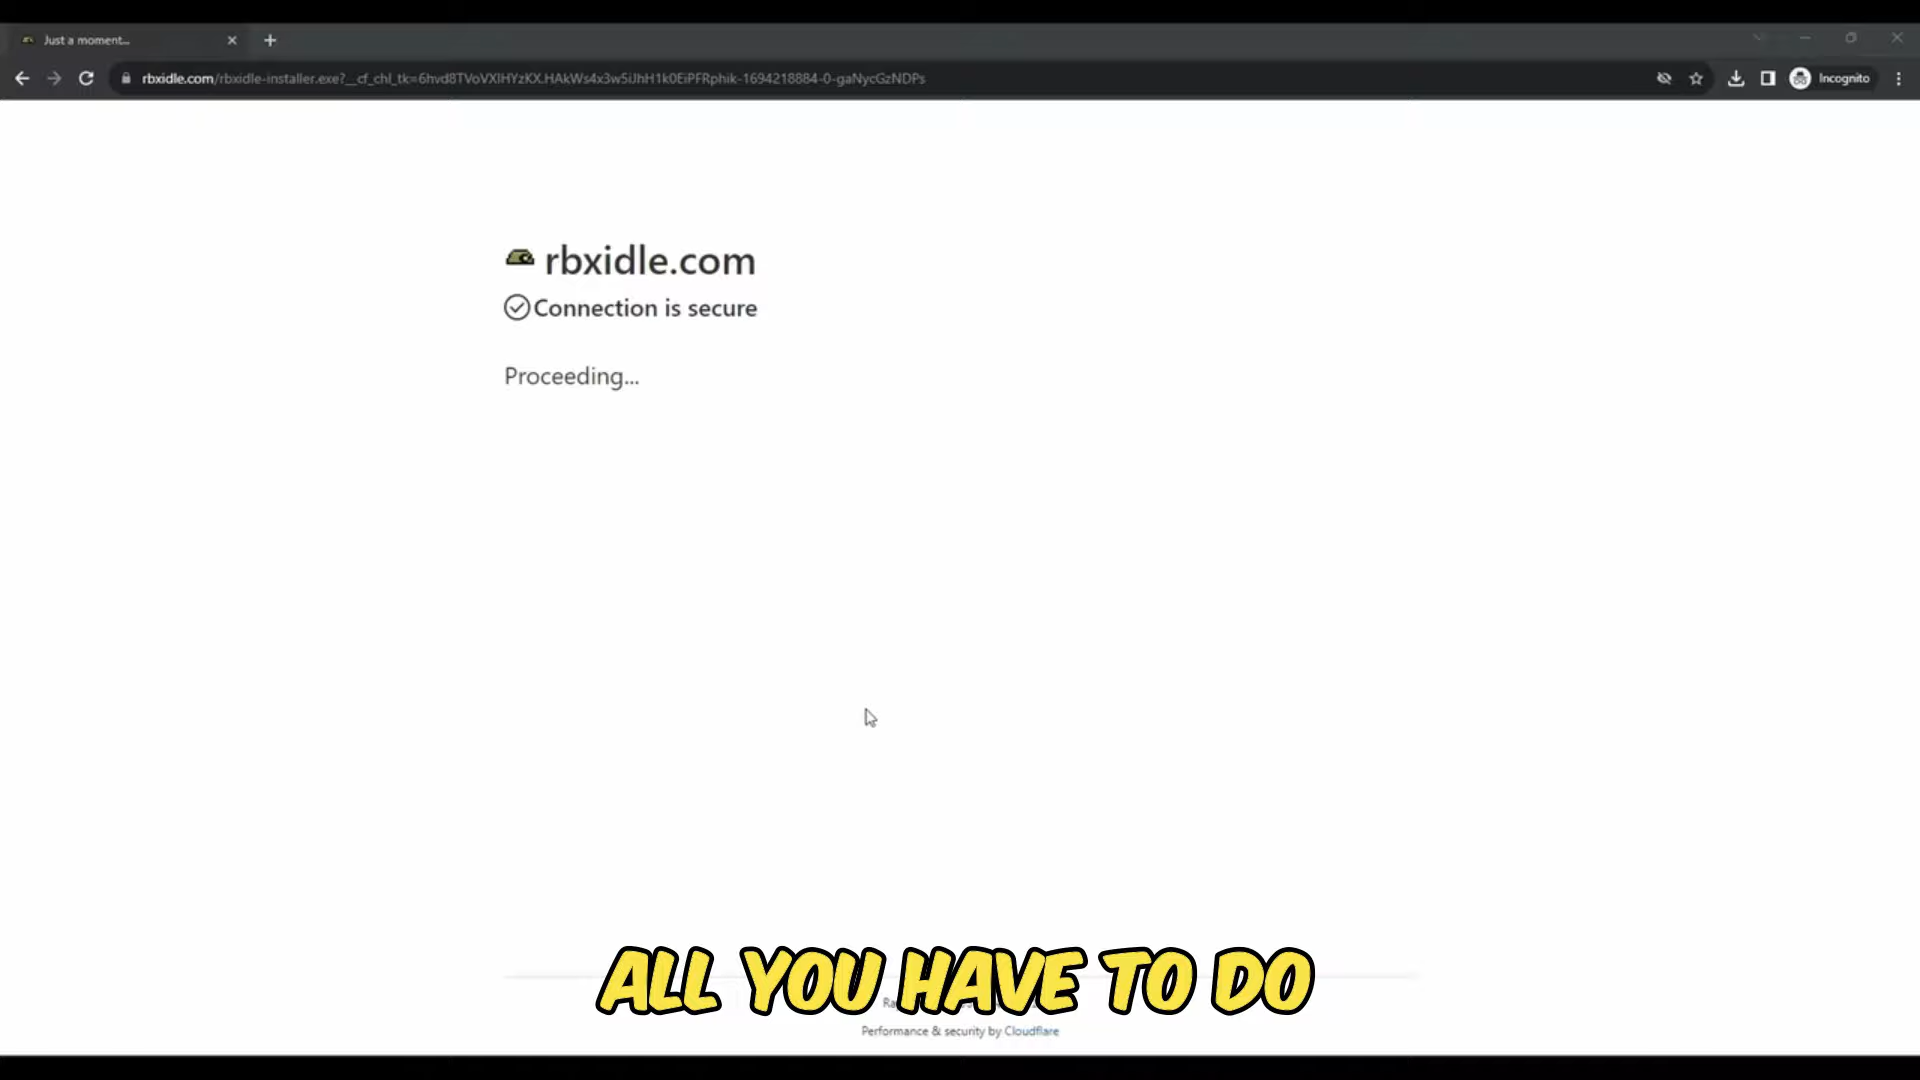 Just a moment...
rbxidle.com/rbxidle-installer.exe?__cf_chl_tk=6hvd8TVoVXlHYzKX.HAkWs4x3w5iJhH1k0EiPFRphik-1694218884-0-gaNycGzNDPs
Incognito
rbxidle.com
Connection is secure
Proceeding...
ALL YOU HAVE TO DO
Performance & security by Cloudflare